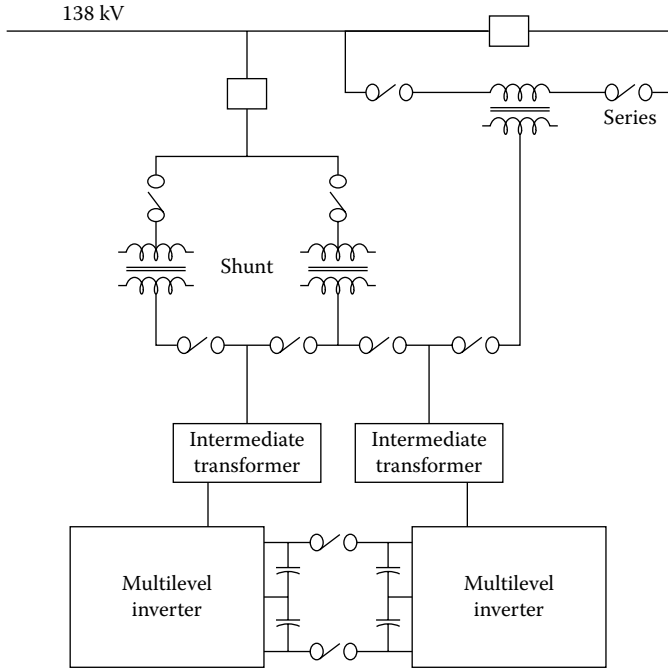 138 kV
Series
Shunt
Intermediate
transformer
Intermediate
transformer
Multilevel
inverter
Multilevel
inverter